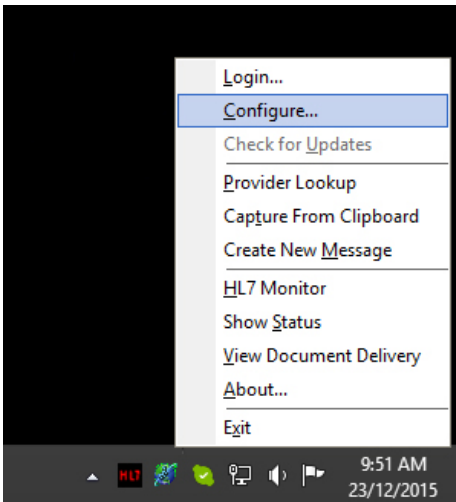 Login...
Configure...
Check for Updates
Provider Lookup
Capture From Clipboard
Create New Message
HL7 Monitor
Show Status
View Document Delivery
About...
Exit
HL7
9:51 AM
23/12/2015